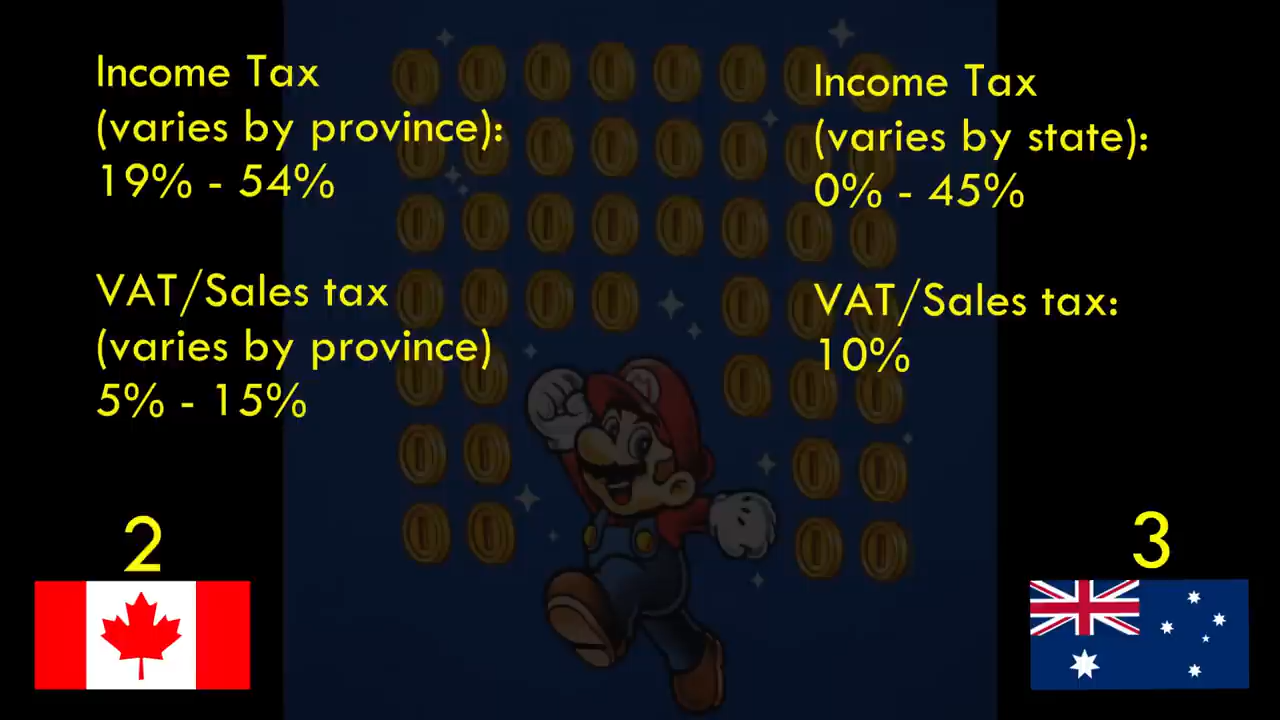 Income Tax
(varies by province):
19% - 54%
VAT/Sales tax
(varies by province)
5% - 15%
2
Income Tax
(varies by state):
0% - 45%
VAT/Sales tax:
10%
3